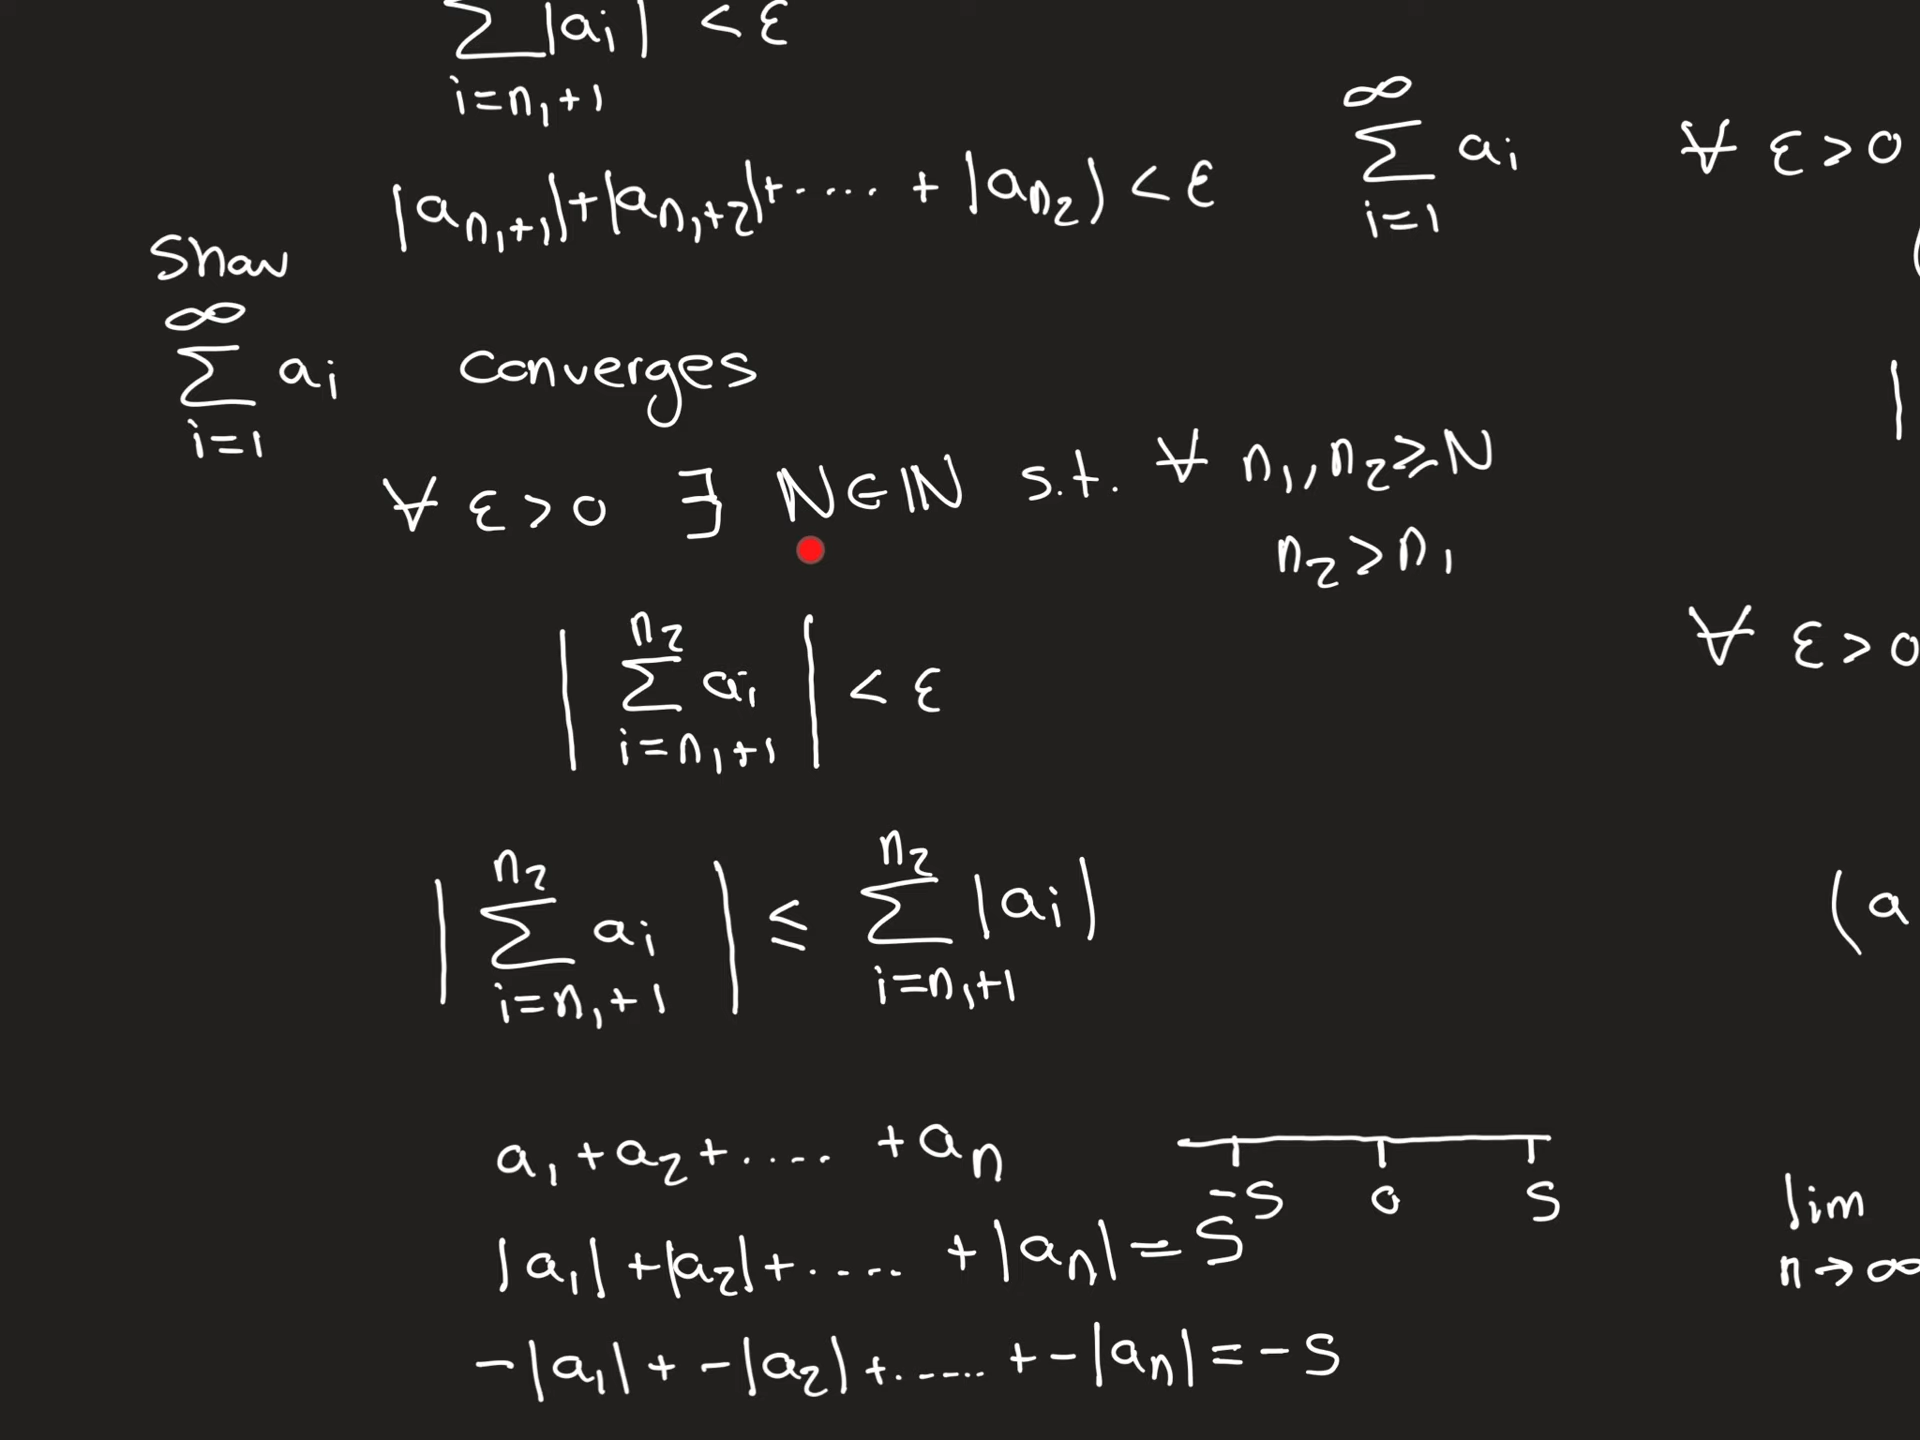 ∑|aᵢ| < ε
i=n₁+1
|aₙ₁₊₁|+|aₙ₁₊₂|+.... + |aₙ₂| < ε
∞
∑ aᵢ
i=1
∀ ε>0
Show
∞
∑ aᵢ converges
i=1
∀ ε>0 ∃ N∈ℕ s.t. ∀ n₁,n₂≥N
n₂>n₁
n₂
| ∑ aᵢ | < ε
i=n₁+1
∀ ε>0
n₂ n₂
| ∑ aᵢ | ≤ ∑ |aᵢ|
i=n₁+1 i=n₁+1
(a
a₁+a₂+.... +aₙ
-S 0 S
|a₁|+|a₂|+.... +|aₙ|=S
-|a₁|+-|a₂|+..... +-|aₙ|=-S
lim
n→∞